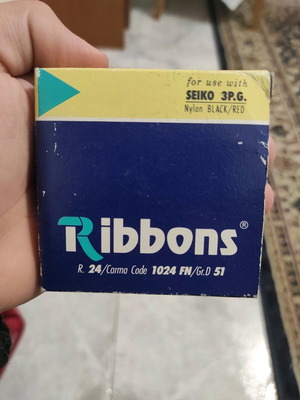 for use with
SEIKO 3P.G.
Nylon BLACK/RED
Ribbons®
R. 24/Carma Code 1024 FN/Gr.D 51